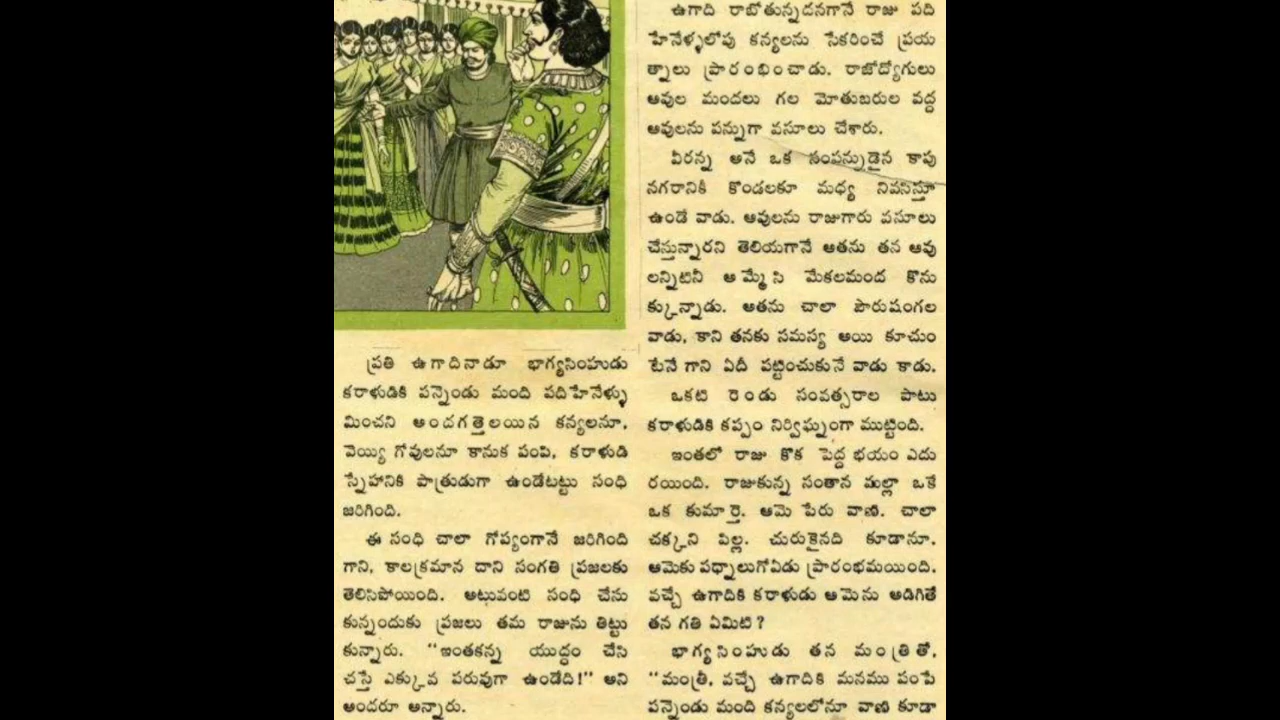 ప్రతి ఉగాదినాడూ భాగ్యసింహుడు
కరాళుడికి పన్నెండు మంది పదిహేనేళ్ళు
మించని అందగత్తెలయిన కన్యలనూ,
వెయ్యి గోవులనూ కానుక పంపి, కరాళుడి
స్నేహానికి పాత్రుడుగా ఉండేటట్టు సంధి
జరిగింది.
ఈ సంధి చాలా గోప్యంగానే జరిగింది
గాని, కాలక్రమాన దాని సంగతి ప్రజలకు
తెలిసిపోయింది. అటువంటి సంధి చేసు
కున్నందుకు ప్రజలు తమ రాజును తిట్టు
కున్నారు. "ఇంతకన్న యుద్ధం చేసి
చస్తే ఎక్కువ పరువుగా ఉండేది!" అని
అందరూ అన్నారు.
ఉగాది రాబోతున్నదనగానే రాజు పది
హేనేళ్ళలోపు కన్యలను సేకరించే ప్రయ
త్నాలు ప్రారంభించాడు. రాజోద్యోగులు
ఆవుల మందలు గల మోతుబరుల వద్ద
ఆవులను పన్నుగా వసూలు చేశారు.
వీరన్న అనే ఒక సంపన్నుడైన కాపు
నగరానికీ కొండలకూ మధ్య నివసిస్తూ
ఉండే వాడు. ఆవులను రాజుగారు వసూలు
చేస్తున్నారని తెలియగానే అతను తన ఆవు
లన్నిటినీ అమ్మేసి మేకలమంద కొను
క్కున్నాడు. అతను చాలా పౌరుషంగల
వాడు, కాని తనకు సమస్య అయి కూచుం
టేనే గాని ఏదీ పట్టించుకునే వాడు కాడు.
ఒకటి రెండు సంవత్సరాల పాటు
కరాళుడికి కప్పం నిర్విఘ్నంగా ముట్టింది.
ఇంతలో రాజు కొక పెద్ద భయం ఎదు
రయింది. రాజుకున్న సంతాన మల్లా ఒకే
ఒక కుమార్తె. ఆమె పేరు వాణి. చాలా
చక్కని పిల్ల. చురుకైనది కూడానూ.
ఆమెకు పధ్నాలుగోఏడు ప్రారంభమయింది.
వచ్చే ఉగాదికి కరాళుడు ఆమెను అడిగితే
తన గతి ఏమిటి?
భాగ్యసింహుడు తన మంత్రితో,
"మంత్రీ, వచ్చే ఉగాదికి మనము పంపే
పన్నెండు మంది కన్యలలోనూ వాణి కూడా